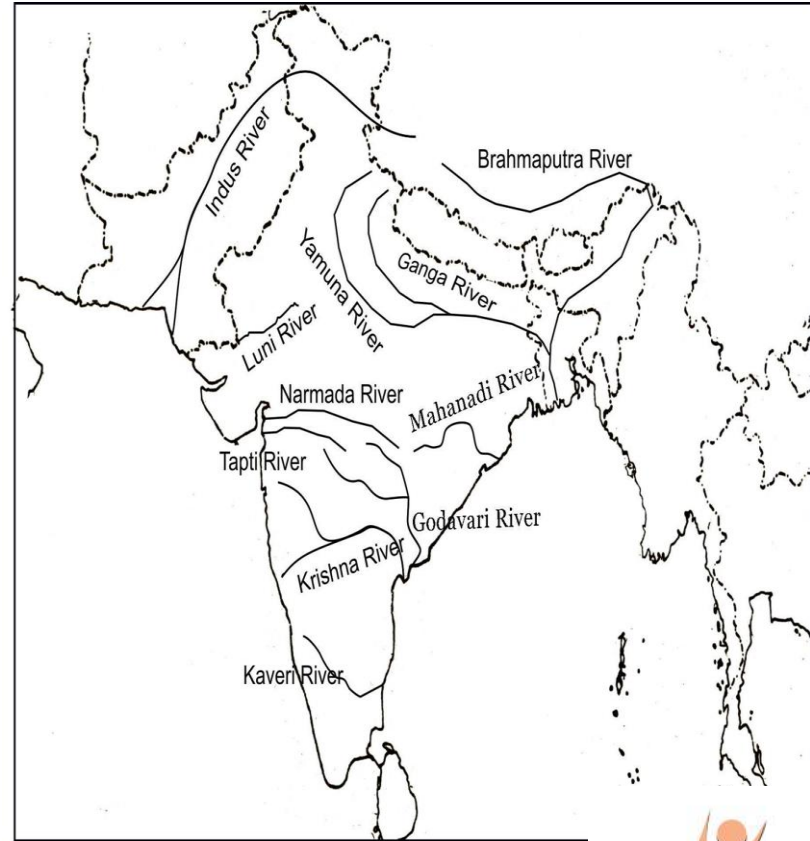 Indus River
Brahmaputra River
Yamuna River
Ganga River
Luni River
Narmada River
Mahanadi River
Tapti River
Godavari River
Krishna River
Kaveri River